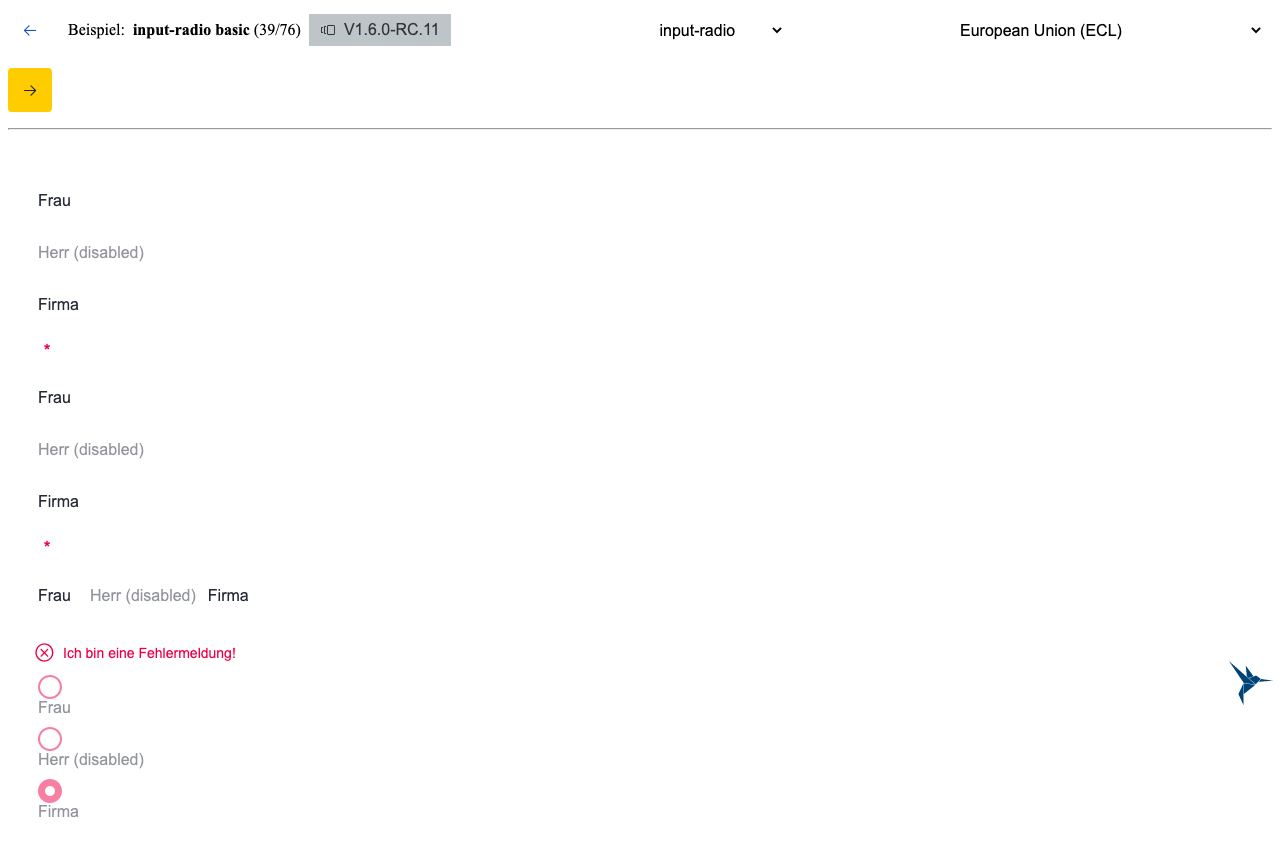 Beispiel: input-radio basic (39/76) V1.6.0-RC.11 input-radio European Union (ECL)
Frau
Herr (disabled)
Firma
*
Frau
Herr (disabled)
Firma
*
Frau Herr (disabled) Firma
Ich bin eine Fehlermeldung!
Frau
Herr (disabled)
Firma